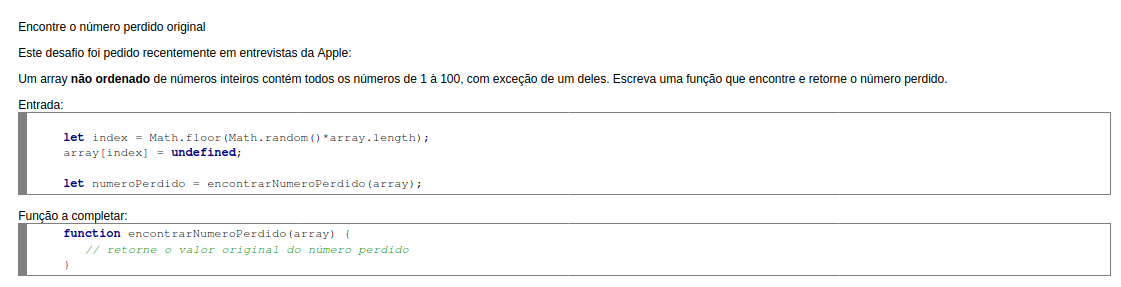 Encontre o número perdido original
Este desafio foi pedido recentemente em entrevistas da Apple:
Um array não ordenado de números inteiros contém todos os números de 1 à 100, com exceção de um deles. Escreva uma função que encontre e retorne o número perdido.
Entrada:
let index = Math.floor(Math.random()*array.length);
array[index] = undefined;
let numeroPerdido = encontrarNumeroPerdido(array);
Função a completar:
function encontrarNumeroPerdido(array) {
// retorne o valor original do número perdido
}